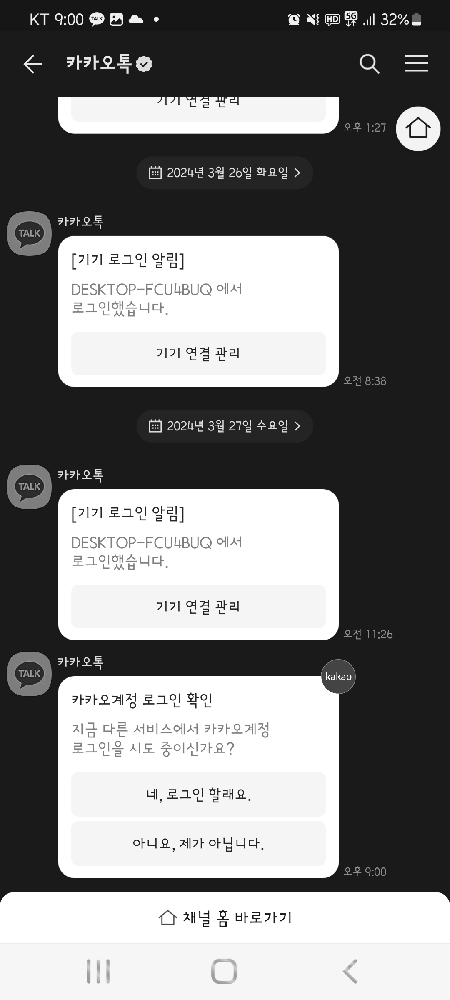 KT 9:00 TALK HD 5G 32%
카카오톡
기기 연결 관리
오후 1:27
2024년 3월 26일 화요일 >
카카오톡
TALK
[기기 로그인 알림]
DESKTOP-FCU4BUQ 에서
로그인했습니다.
기기 연결 관리
오전 8:38
2024년 3월 27일 수요일 >
카카오톡
TALK
[기기 로그인 알림]
DESKTOP-FCU4BUQ 에서
로그인했습니다.
기기 연결 관리
오전 11:26
카카오톡
TALK
kakao
카카오계정 로그인 확인
지금 다른 서비스에서 카카오계정
로그인을 시도 중이신가요?
네, 로그인 할래요.
아니요, 제가 아닙니다.
오후 9:00
채널 홈 바로가기